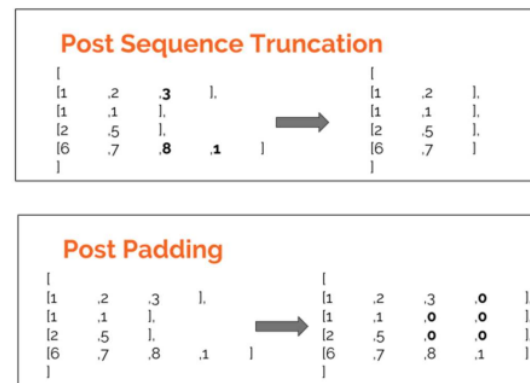 Post Sequence Truncation
[ [
[1 ,2 ,3 ], [1 ,2 ],
[1 ,1 ], [1 ,1 ],
[2 ,5 ], [2 ,5 ],
[6 ,7 ,8 ,1 ] [6 ,7 ]
] ]
Post Padding
[ [
[1 ,2 ,3 ], [1 ,2 ,3 ,0 ],
[1 ,1 ], [1 ,1 ,0 ,0 ],
[2 ,5 ], [2 ,5 ,0 ,0 ],
[6 ,7 ,8 ,1 ] [6 ,7 ,8 ,1 ]
] ]